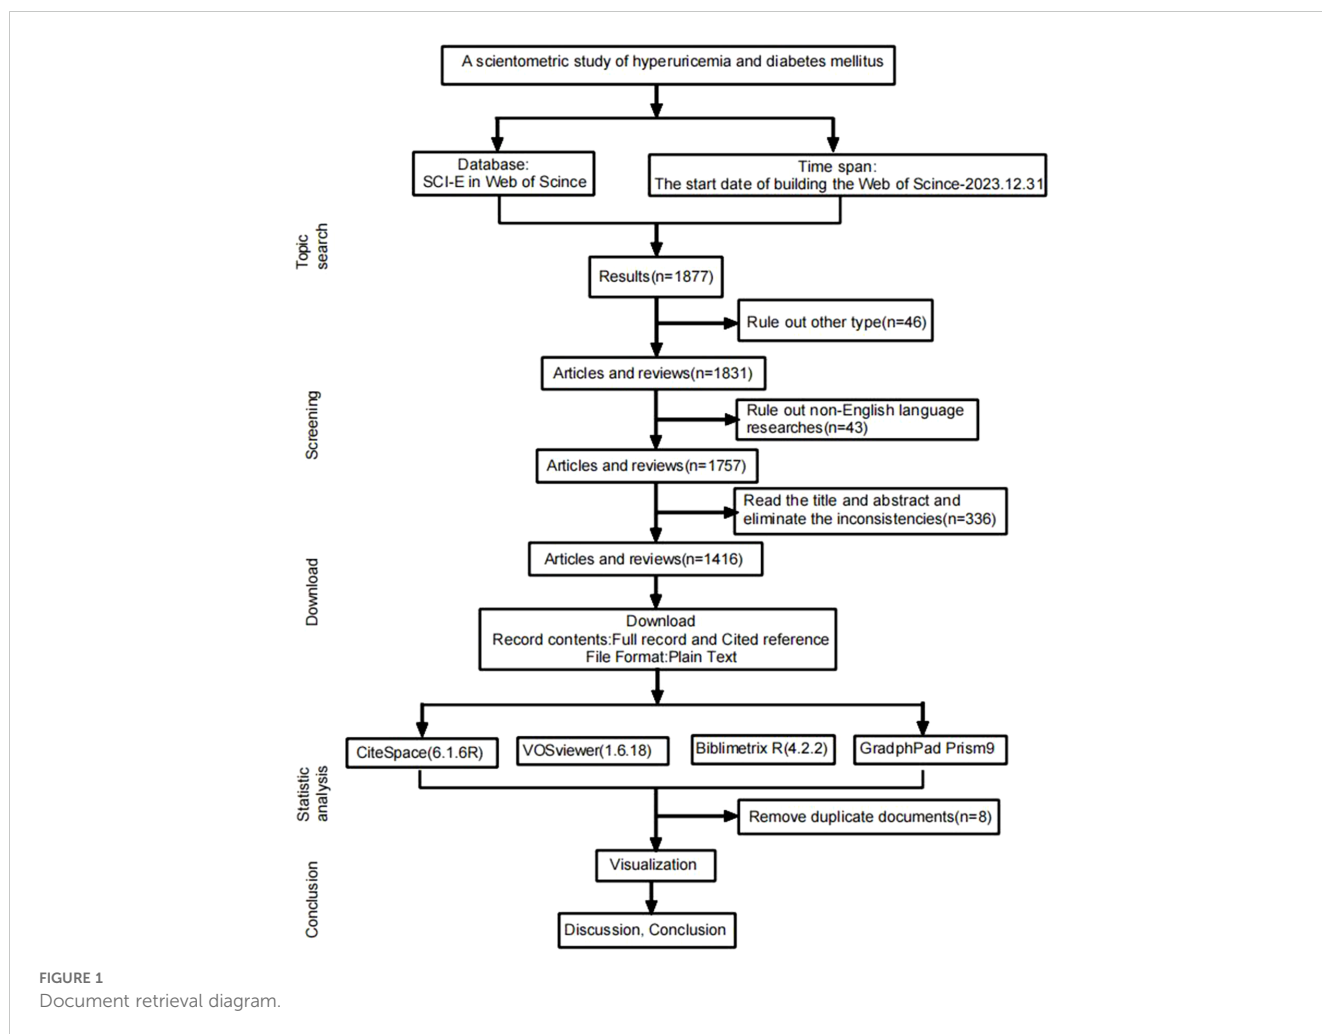 A scientometric study of hyperuricemia and diabetes mellitus
Database:
SCI-E in Web of Scince
Time span:
The start date of building the Web of Scince-2023.12.31
Topic
search
Results(n=1877)
Rule out other type(n=46)
Articles and reviews(n=1831)
Screening
Rule out non-English language
researches(n=43)
Articles and reviews(n=1757)
Read the title and abstract and
eliminate the inconsistencies(n=336)
Articles and reviews(n=1416)
Download
Download
Record contents:Full record and Cited reference
File Format:Plain Text
CiteSpace(6.1.6R)
VOSviewer(1.6.18)
Biblimetrix R(4.2.2)
GradphPad Prism9
Statistic
analysis
Remove duplicate documents(n=8)
Visualization
Conclusion
Discussion, Conclusion
FIGURE 1
Document retrieval diagram.